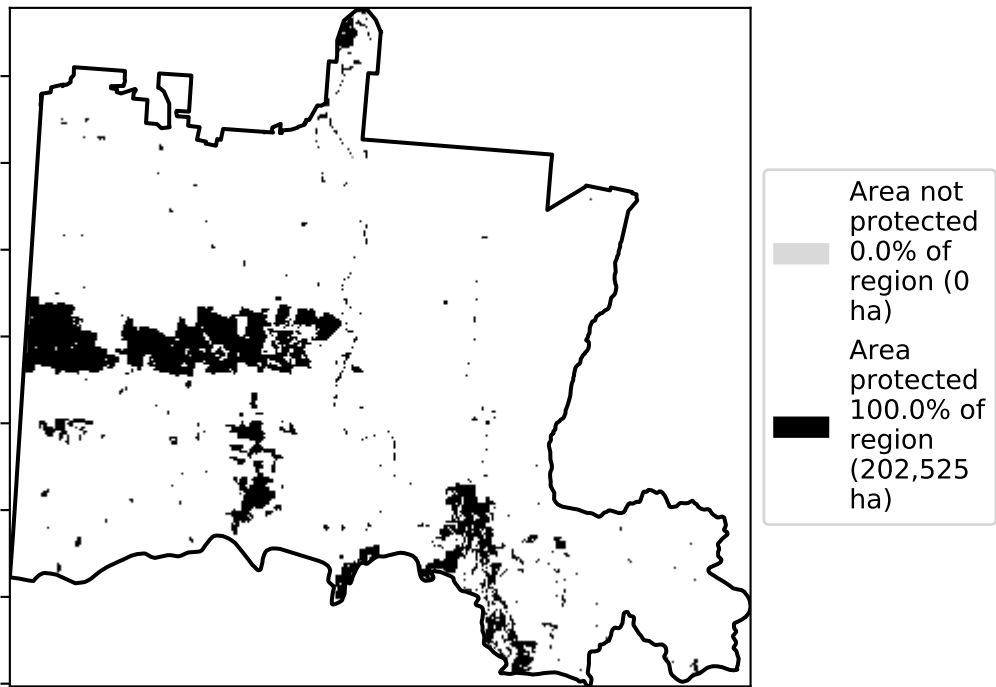 Area not
protected
0.0% of
region (0
ha)
Area
protected
100.0% of
region
(202,525
ha)